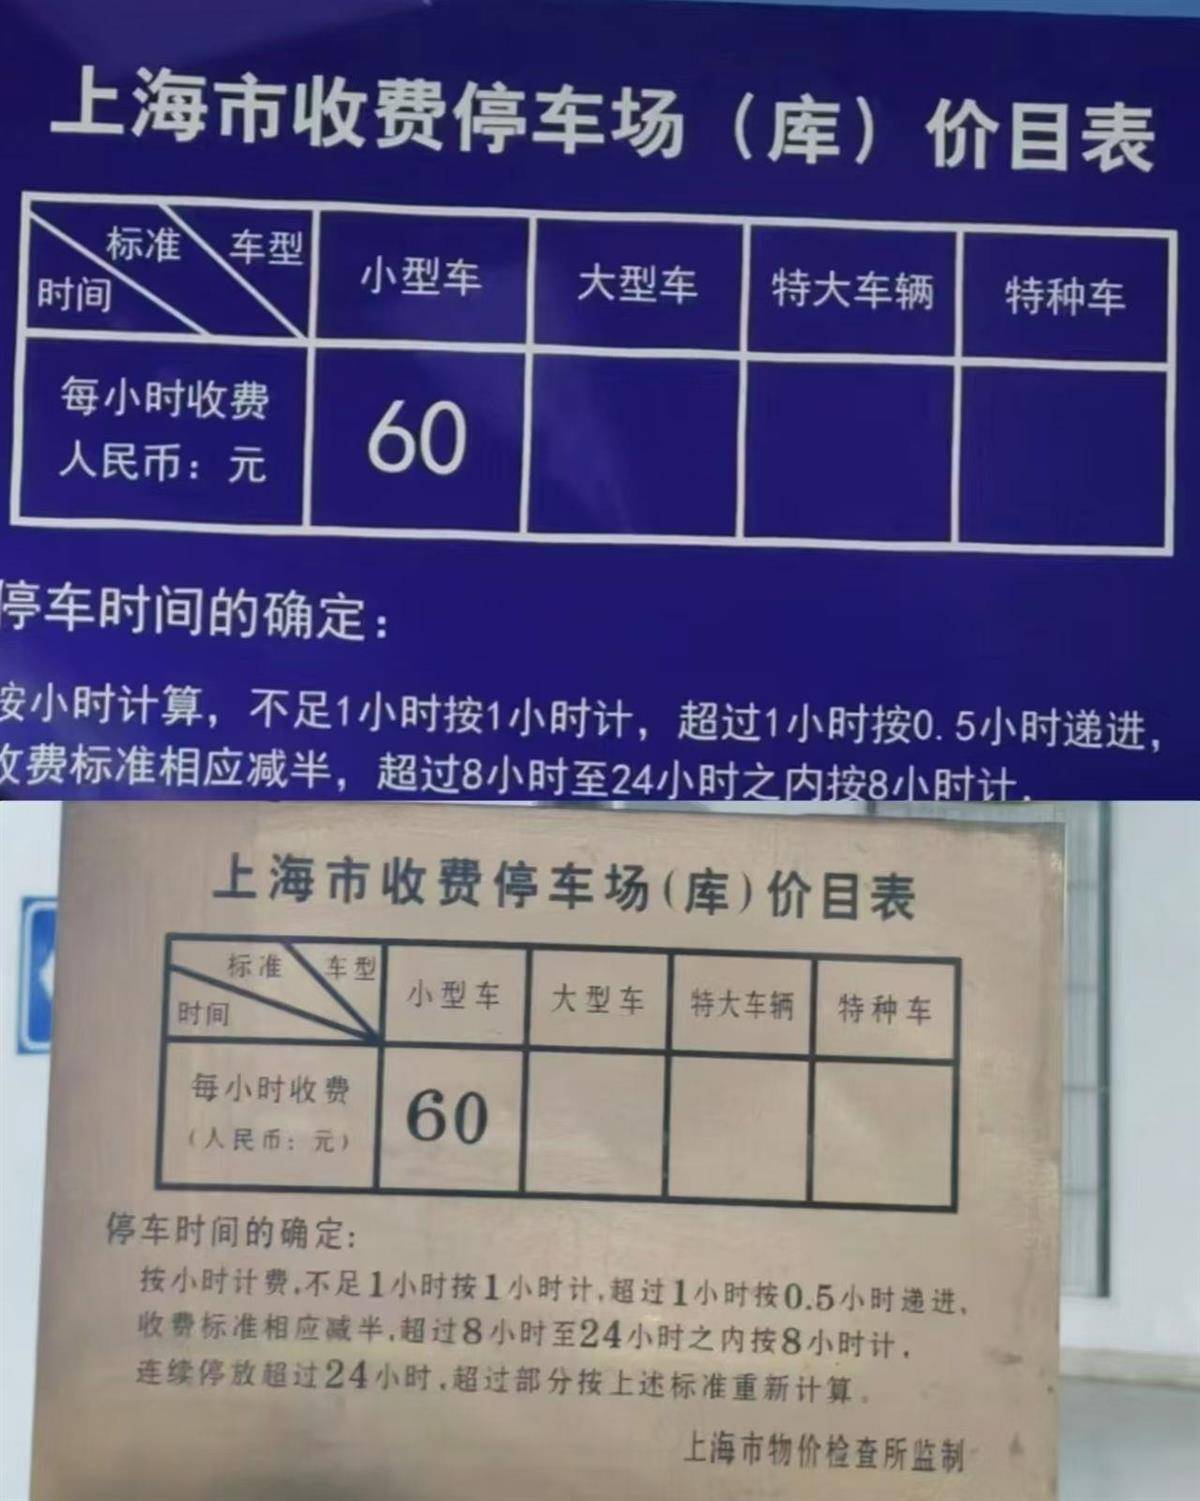 上海市收费停车场（库）价目表
标准 车型
时间
小型车 大型车 特大车辆 特种车
每小时收费
人民币：元
60
停车时间的确定：
按小时计算，不足1小时按1小时计，超过1小时按0.5小时递进，
收费标准相应减半，超过8小时至24小时之内按8小时计，
上海市收费停车场(库)价目表
标准 车型
时间
小型车 大型车 特大车辆 特种车
每小时收费
(人民币：元)
60
停车时间的确定：
按小时计费，不足1小时按1小时计，超过1小时按0.5小时递进，
收费标准相应减半，超过8小时至24小时之内按8小时计，
连续停放超过24小时，超过部分按上述标准重新计算。
上海市物价检查所监制